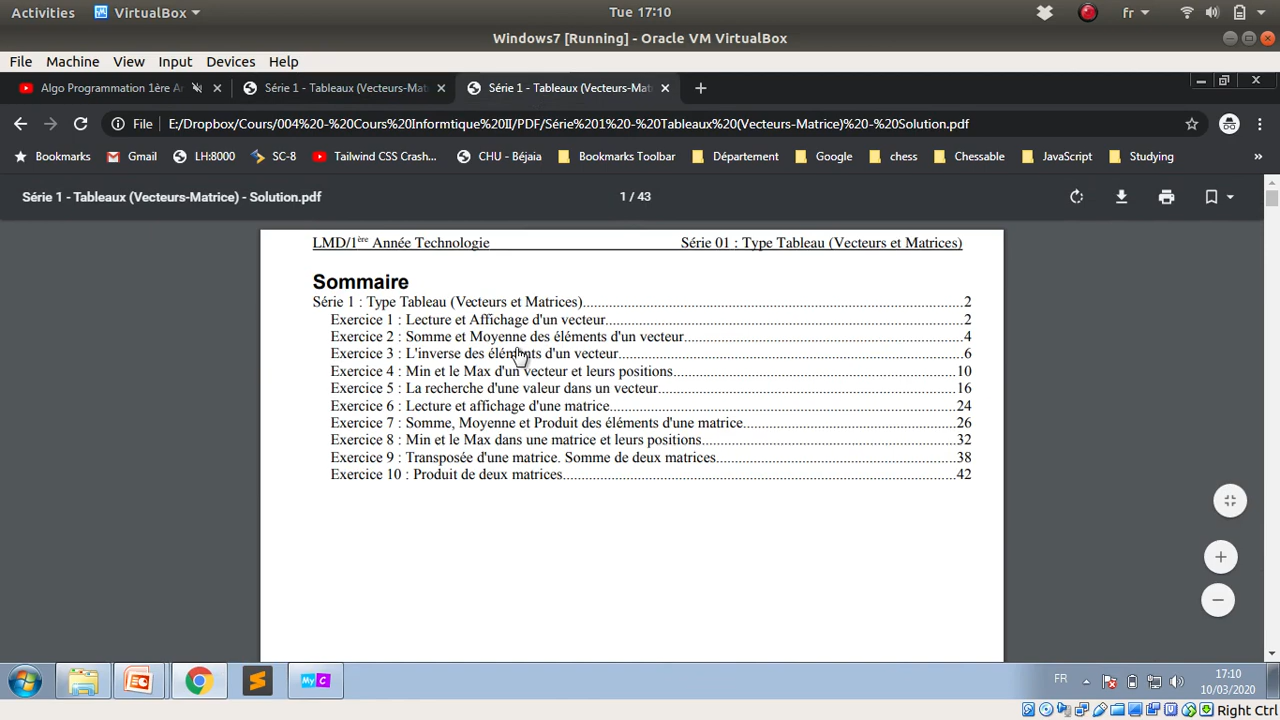 Activities VirtualBox Tue 17:10 fr
Windows7 [Running] - Oracle VM VirtualBox
File Machine View Input Devices Help
Algo Programmation 1ère A Série 1 - Tableaux (Vecteurs-Mat Série 1 - Tableaux (Vecteurs-Mat
File E:/Dropbox/Cours/004%20-%20Cours%20Informtique%20II/PDF/Série%201%20-%20Tableaux%20(Vecteurs-Matrice)%20-%20Solution.pdf
Bookmarks Gmail LH:8000 SC-8 Tailwind CSS Crash... CHU - Béjaia Bookmarks Toolbar Département Google chess Chessable JavaScript Studying »
Série 1 - Tableaux (Vecteurs-Matrice) - Solution.pdf 1 / 43
LMD/1ère Année Technologie Série 01 : Type Tableau (Vecteurs et Matrices)
Sommaire
Série 1 : Type Tableau (Vecteurs et Matrices)....2
Exercice 1 : Lecture et Affichage d'un vecteur....2
Exercice 2 : Somme et Moyenne des éléments d'un vecteur....4
Exercice 3 : L'inverse des éléments d'un vecteur....6
Exercice 4 : Min et le Max d'un vecteur et leurs positions....10
Exercice 5 : La recherche d'une valeur dans un vecteur....16
Exercice 6 : Lecture et affichage d'une matrice....24
Exercice 7 : Somme, Moyenne et Produit des éléments d'une matrice....26
Exercice 8 : Min et le Max dans une matrice et leurs positions....32
Exercice 9 : Transposée d'une matrice. Somme de deux matrices....38
Exercice 10 : Produit de deux matrices....42
My C FR 17:10
10/03/2020
Right Ctrl